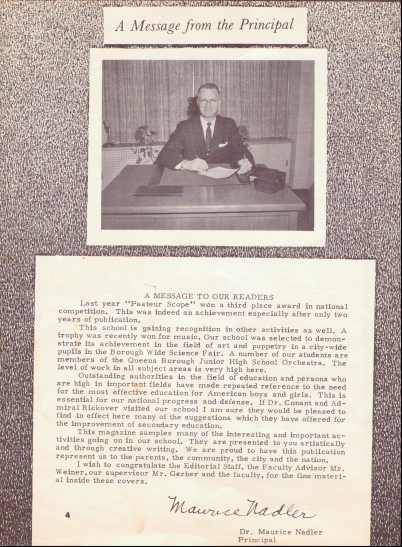 A Message from the Principal
A MESSAGE TO OUR READERS
Last year "Pasteur Scope" won a third place award in national
competition. This was indeed an achievement especially after only two
years of publication.
This school is gaining recognition in other activities as well. A
trophy was recently won for music. Our school was selected to demon-
strate its achievement in the field of art and puppetry in a city-wide
pupils in the Borough Wide Science Fair. A number of our students are
members of the Queens Borough Junior High School Orchestra. The
level of work in all subject areas is very high here.
Outstanding authorities in the field of education and persons who
are high in important fields have made repeated reference to the need
for the most effective education for American boys and girls. This is
essential for our national progress and defense. If Dr. Conant and Ad-
miral Rickover visited our school I am sure they would be pleased to
find in effect here many of the suggestions which they have offered for
the improvement of secondary education.
This magazine samples many of the interesting and important ac-
tivities going on in our school. They are presented to you artistically
and through creative writing. We are proud to have this publication
represent us to the parents, the community, the city and the nation.
I wish to congratulate the Editorial Staff, the Faculty Advisor Mr.
Weiner, our supervisor Mr. Gerber and the faculty, for the fine materi-
al inside these covers.
Maurice Nadler
4
Dr. Maurice Nadler
Principal